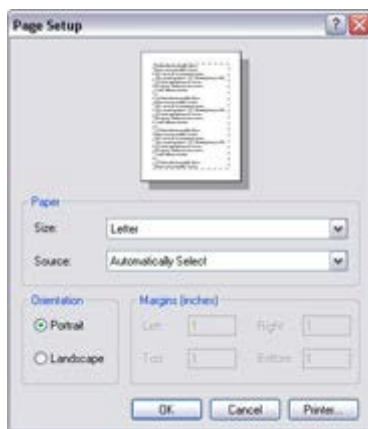 Page Setup
Paper
Size: Letter
Source: Automatically Select
Orientation
Portrait
Landscape
Margins (inches)
Left: 1 Right: 1
Top: 1 Bottom: 1
OK Cancel Printer...